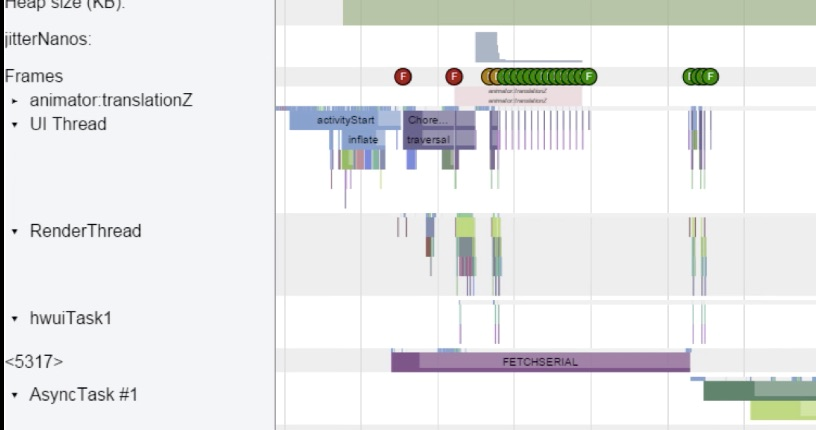 Heap size (KB):
jitterNanos:
Frames
F F F F
animator:translationZ
animator:translationZ
animator:translationZ
UI Thread
activityStart Chore...
inflate traversal
RenderThread
hwuiTask1
<5317>
FETCHSERIAL
AsyncTask #1